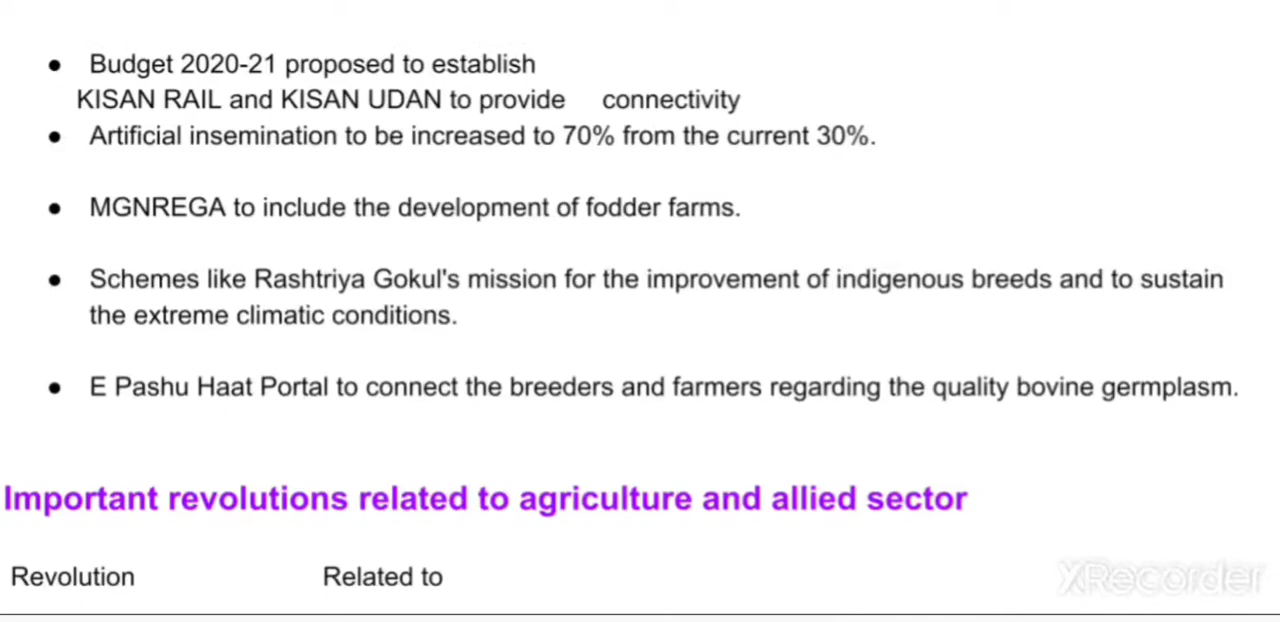 ● Budget 2020-21 proposed to establish
KISAN RAIL and KISAN UDAN to provide connectivity
● Artificial insemination to be increased to 70% from the current 30%.
● MGNREGA to include the development of fodder farms.
● Schemes like Rashtriya Gokul's mission for the improvement of indigenous breeds and to sustain
the extreme climatic conditions.
● E Pashu Haat Portal to connect the breeders and farmers regarding the quality bovine germplasm.
Important revolutions related to agriculture and allied sector
Revolution Related to
XRecorder